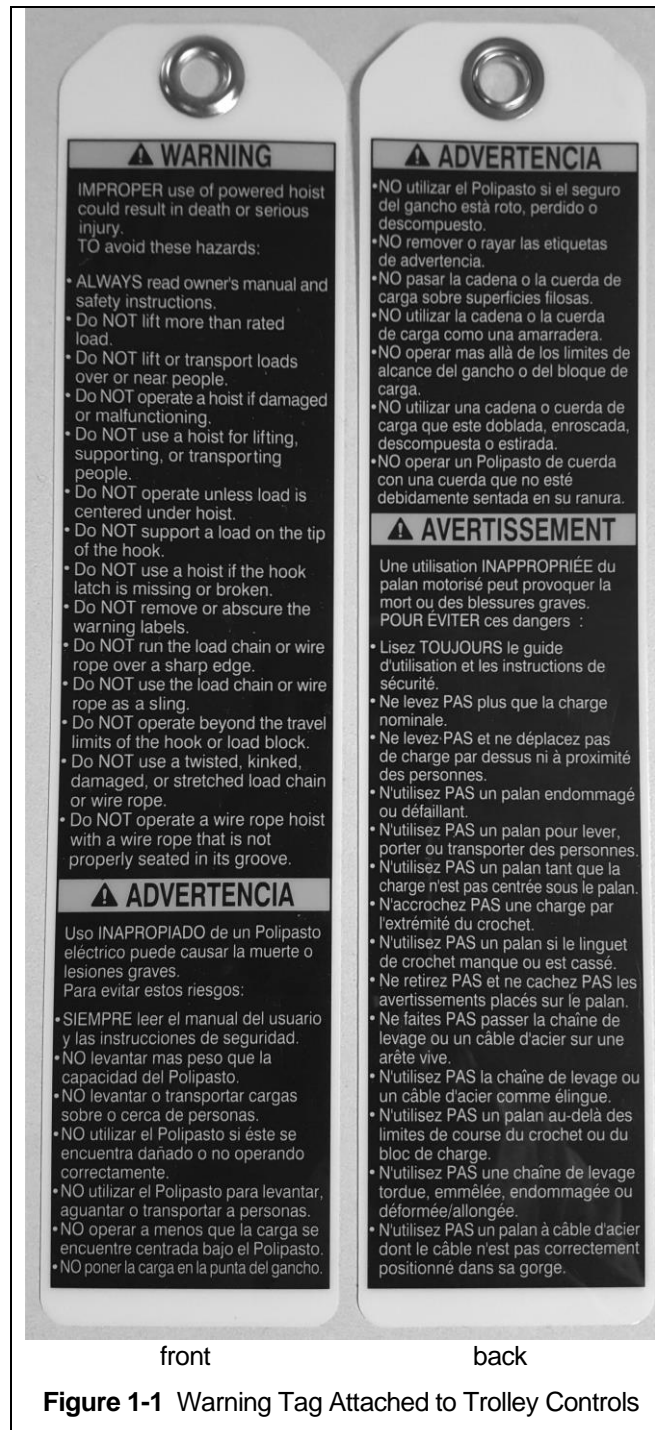 ⚠ WARNING
IMPROPER use of powered hoist
could result in death or serious
injury.
TO avoid these hazards:
• ALWAYS read owner's manual and
safety instructions.
• Do NOT lift more than rated
load.
• Do NOT lift or transport loads
over or near people.
• Do NOT operate a hoist if damaged
or malfunctioning.
• Do NOT use a hoist for lifting,
supporting, or transporting
people.
• Do NOT operate unless load is
centered under hoist.
• Do NOT support a load on the tip
of the hook.
• Do NOT use a hoist if the hook
latch is missing or broken.
• Do NOT remove or abscure the
warning labels.
• Do NOT run the load chain or wire
rope over a sharp edge.
• Do NOT use the load chain or wire
rope as a sling.
• Do NOT operate beyond the travel
limits of the hook or load block.
• Do NOT use a twisted, kinked,
damaged, or stretched load chain
or wire rope.
• Do NOT operate a wire rope hoist
with a wire rope that is not
properly seated in its groove.
⚠ ADVERTENCIA
Uso INAPROPIADO de un Polipasto
eléctrico puede causar la muerte o
lesiones graves.
Para evitar estos riesgos:
• SIEMPRE leer el manual del usuario
y las instrucciones de seguridad.
• NO levantar mas peso que la
capacidad del Polipasto.
• NO levantar o transportar cargas
sobre o cerca de personas.
• NO utilizar el Polipasto si éste se
encuentra dañado o no operando
correctamente.
• NO utilizar el Polipasto para levantar,
aguantar o transportar a personas.
• NO operar a menos que la carga se
encuentre centrada bajo el Polipasto.
• NO poner la carga en la punta del gancho.
⚠ ADVERTENCIA
• NO utilizar el Polipasto si el seguro
del gancho està roto, perdido o
descompuesto.
• NO remover o rayar las etiquetas
de advertencia.
• NO pasar la cadena o la cuerda de
carga sobre superficies filosas.
• NO utilizar la cadena o la cuerda
de carga como una amarradera.
• NO operar mas allà de los limites de
alcance del gancho o del bloque de
carga.
• NO utilizar una cadena o cuerda de
carga que este doblada, enroscada,
descompuesta o estirada.
• NO operar un Polipasto de cuerda
con una cuerda que no esté
debidamente sentada en su ranura.
⚠ AVERTISSEMENT
Une utilisation INAPPROPRIÉE du
palan motorisé peut provoquer la
mort ou des blessures graves.
POUR ÉVITER ces dangers :
• Lisez TOUJOURS le guide
d'utilisation et les instructions de
sécurité.
• Ne levez PAS plus que la charge
nominale.
• Ne levez PAS et ne déplacez pas
de charge par dessus ni à proximité
des personnes.
• N'utilisez PAS un palan endommagé
ou défaillant.
• N'utilisez PAS un palan pour lever,
porter ou transporter des personnes.
• N'utilisez PAS un palan tant que la
charge n'est pas centrée sous le palan.
• N'accrochez PAS une charge par
l'extrémité du crochet.
• N'utilisez PAS un palan si le linguet
de crochet manque ou est cassé.
• Ne retirez PAS et ne cachez PAS les
avertissements placés sur le palan.
• Ne faites PAS passer la chaîne de
levage ou un câble d'acier sur une
arête vive.
• N'utilisez PAS la chaîne de levage ou
un câble d'acier comme élingue.
• N'utilisez PAS un palan au-delà des
limites de course du crochet ou du
bloc de charge.
• N'utilisez PAS une chaîne de levage
tordue, emmêlée, endommagée ou
déformée/allongée.
• N'utilisez PAS un palan à câble d'acier
dont le câble n'est pas correctement
positionné dans sa gorge.
front
back
Figure 1-1 Warning Tag Attached to Trolley Controls